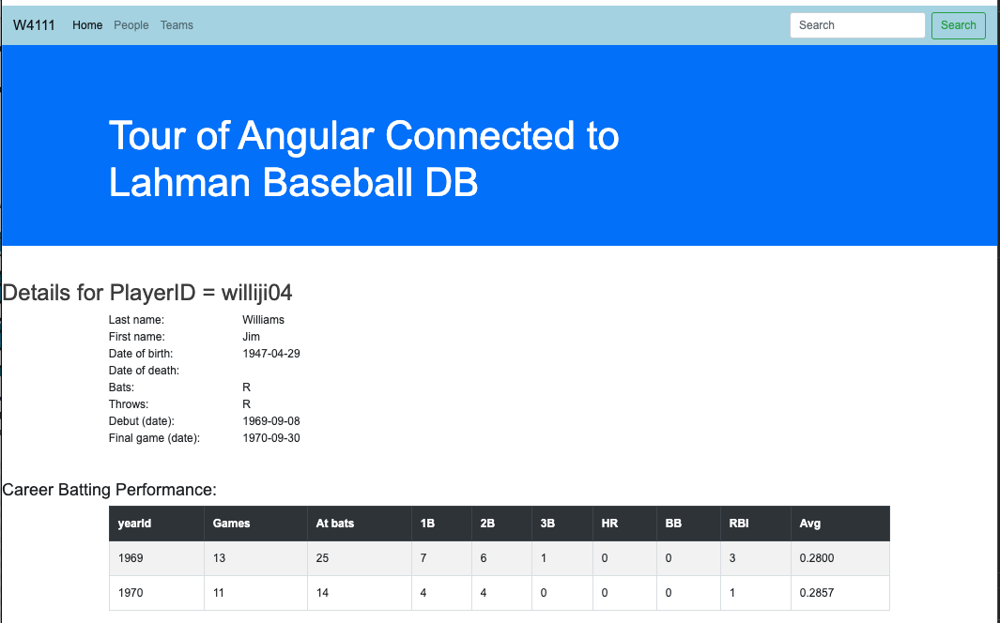 W4111 Home People Teams Search Search
Tour of Angular Connected to
Lahman Baseball DB
Details for PlayerID = williji04
Last name: Williams
First name: Jim
Date of birth: 1947-04-29
Date of death:
Bats: R
Throws: R
Debut (date): 1969-09-08
Final game (date): 1970-09-30
Career Batting Performance:
yearId Games At bats 1B 2B 3B HR BB RBI Avg
1969 13 25 7 6 1 0 0 3 0.2800
1970 11 14 4 4 0 0 0 1 0.2857